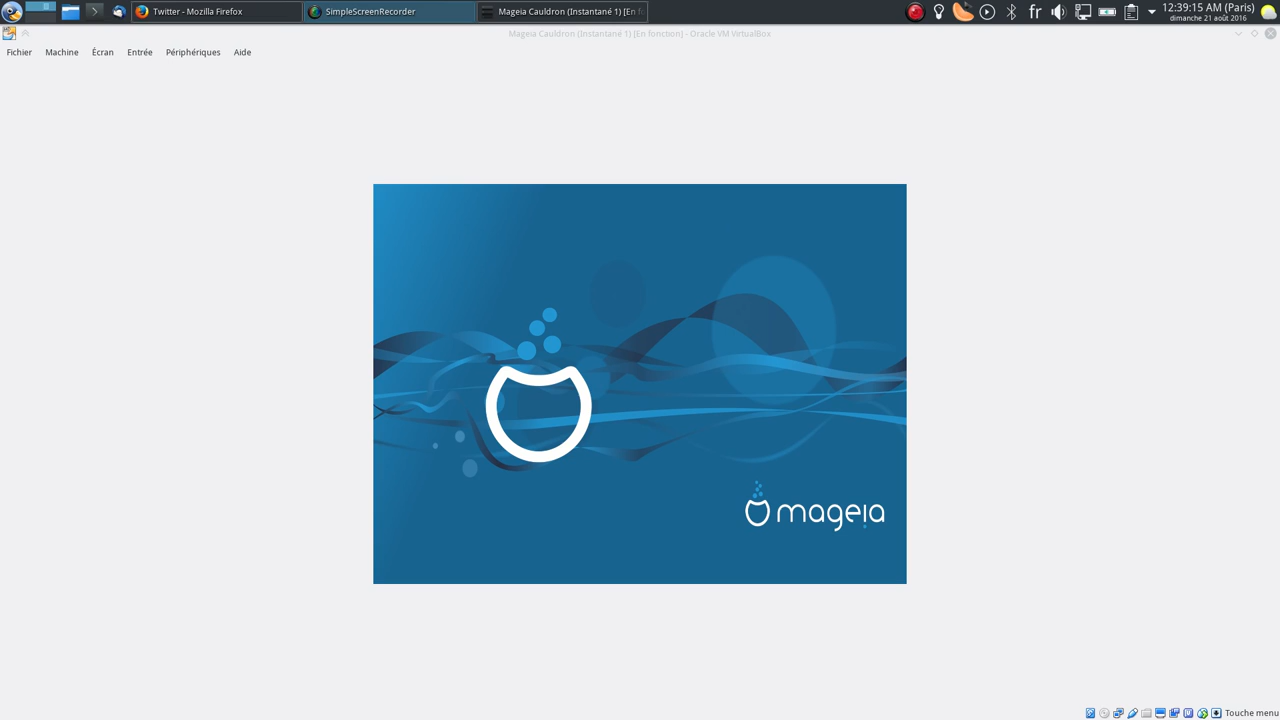 Twitter - Mozilla Firefox
SimpleScreenRecorder
Mageia Cauldron (Instantané 1) [En fo
fr
12:39:15 AM (Paris)
dimanche 21 août 2016
Mageia Cauldron (Instantané 1) [En fonction] - Oracle VM VirtualBox
Fichier Machine Écran Entrée Périphériques Aide
mageia
Touche menu